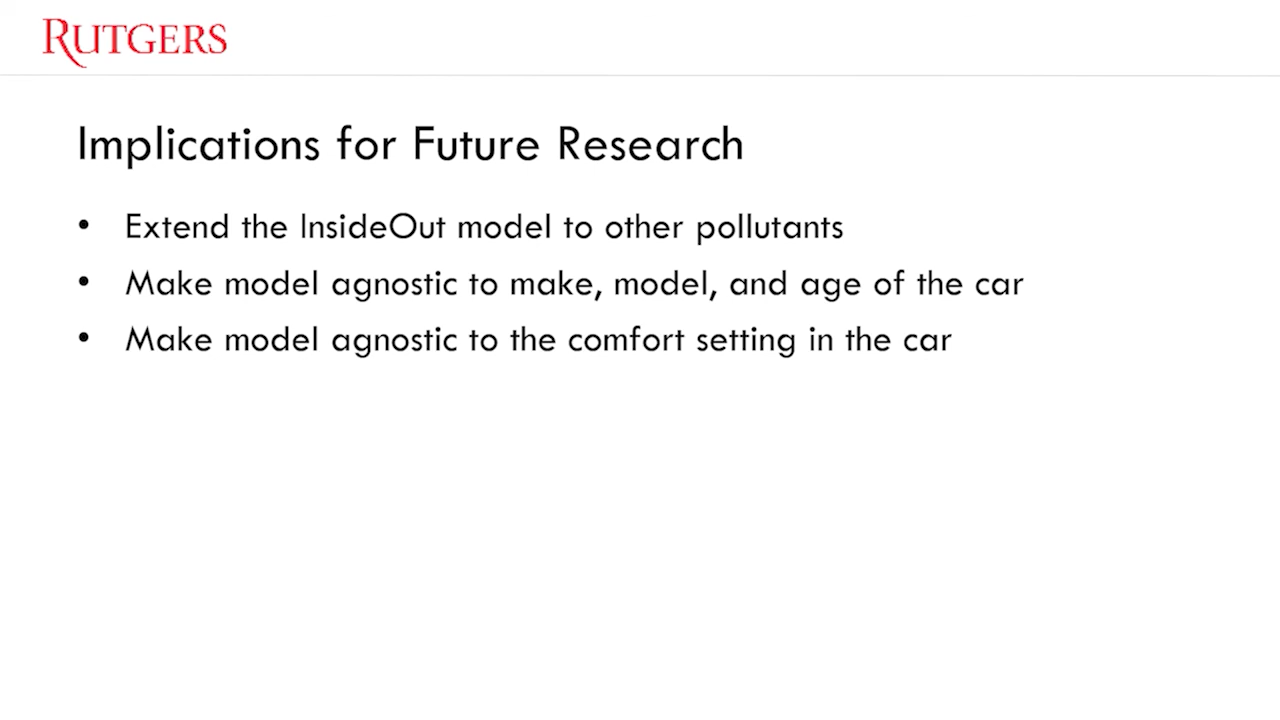 RUTGERS
Implications for Future Research
• Extend the InsideOut model to other pollutants
• Make model agnostic to make, model, and age of the car
• Make model agnostic to the comfort setting in the car